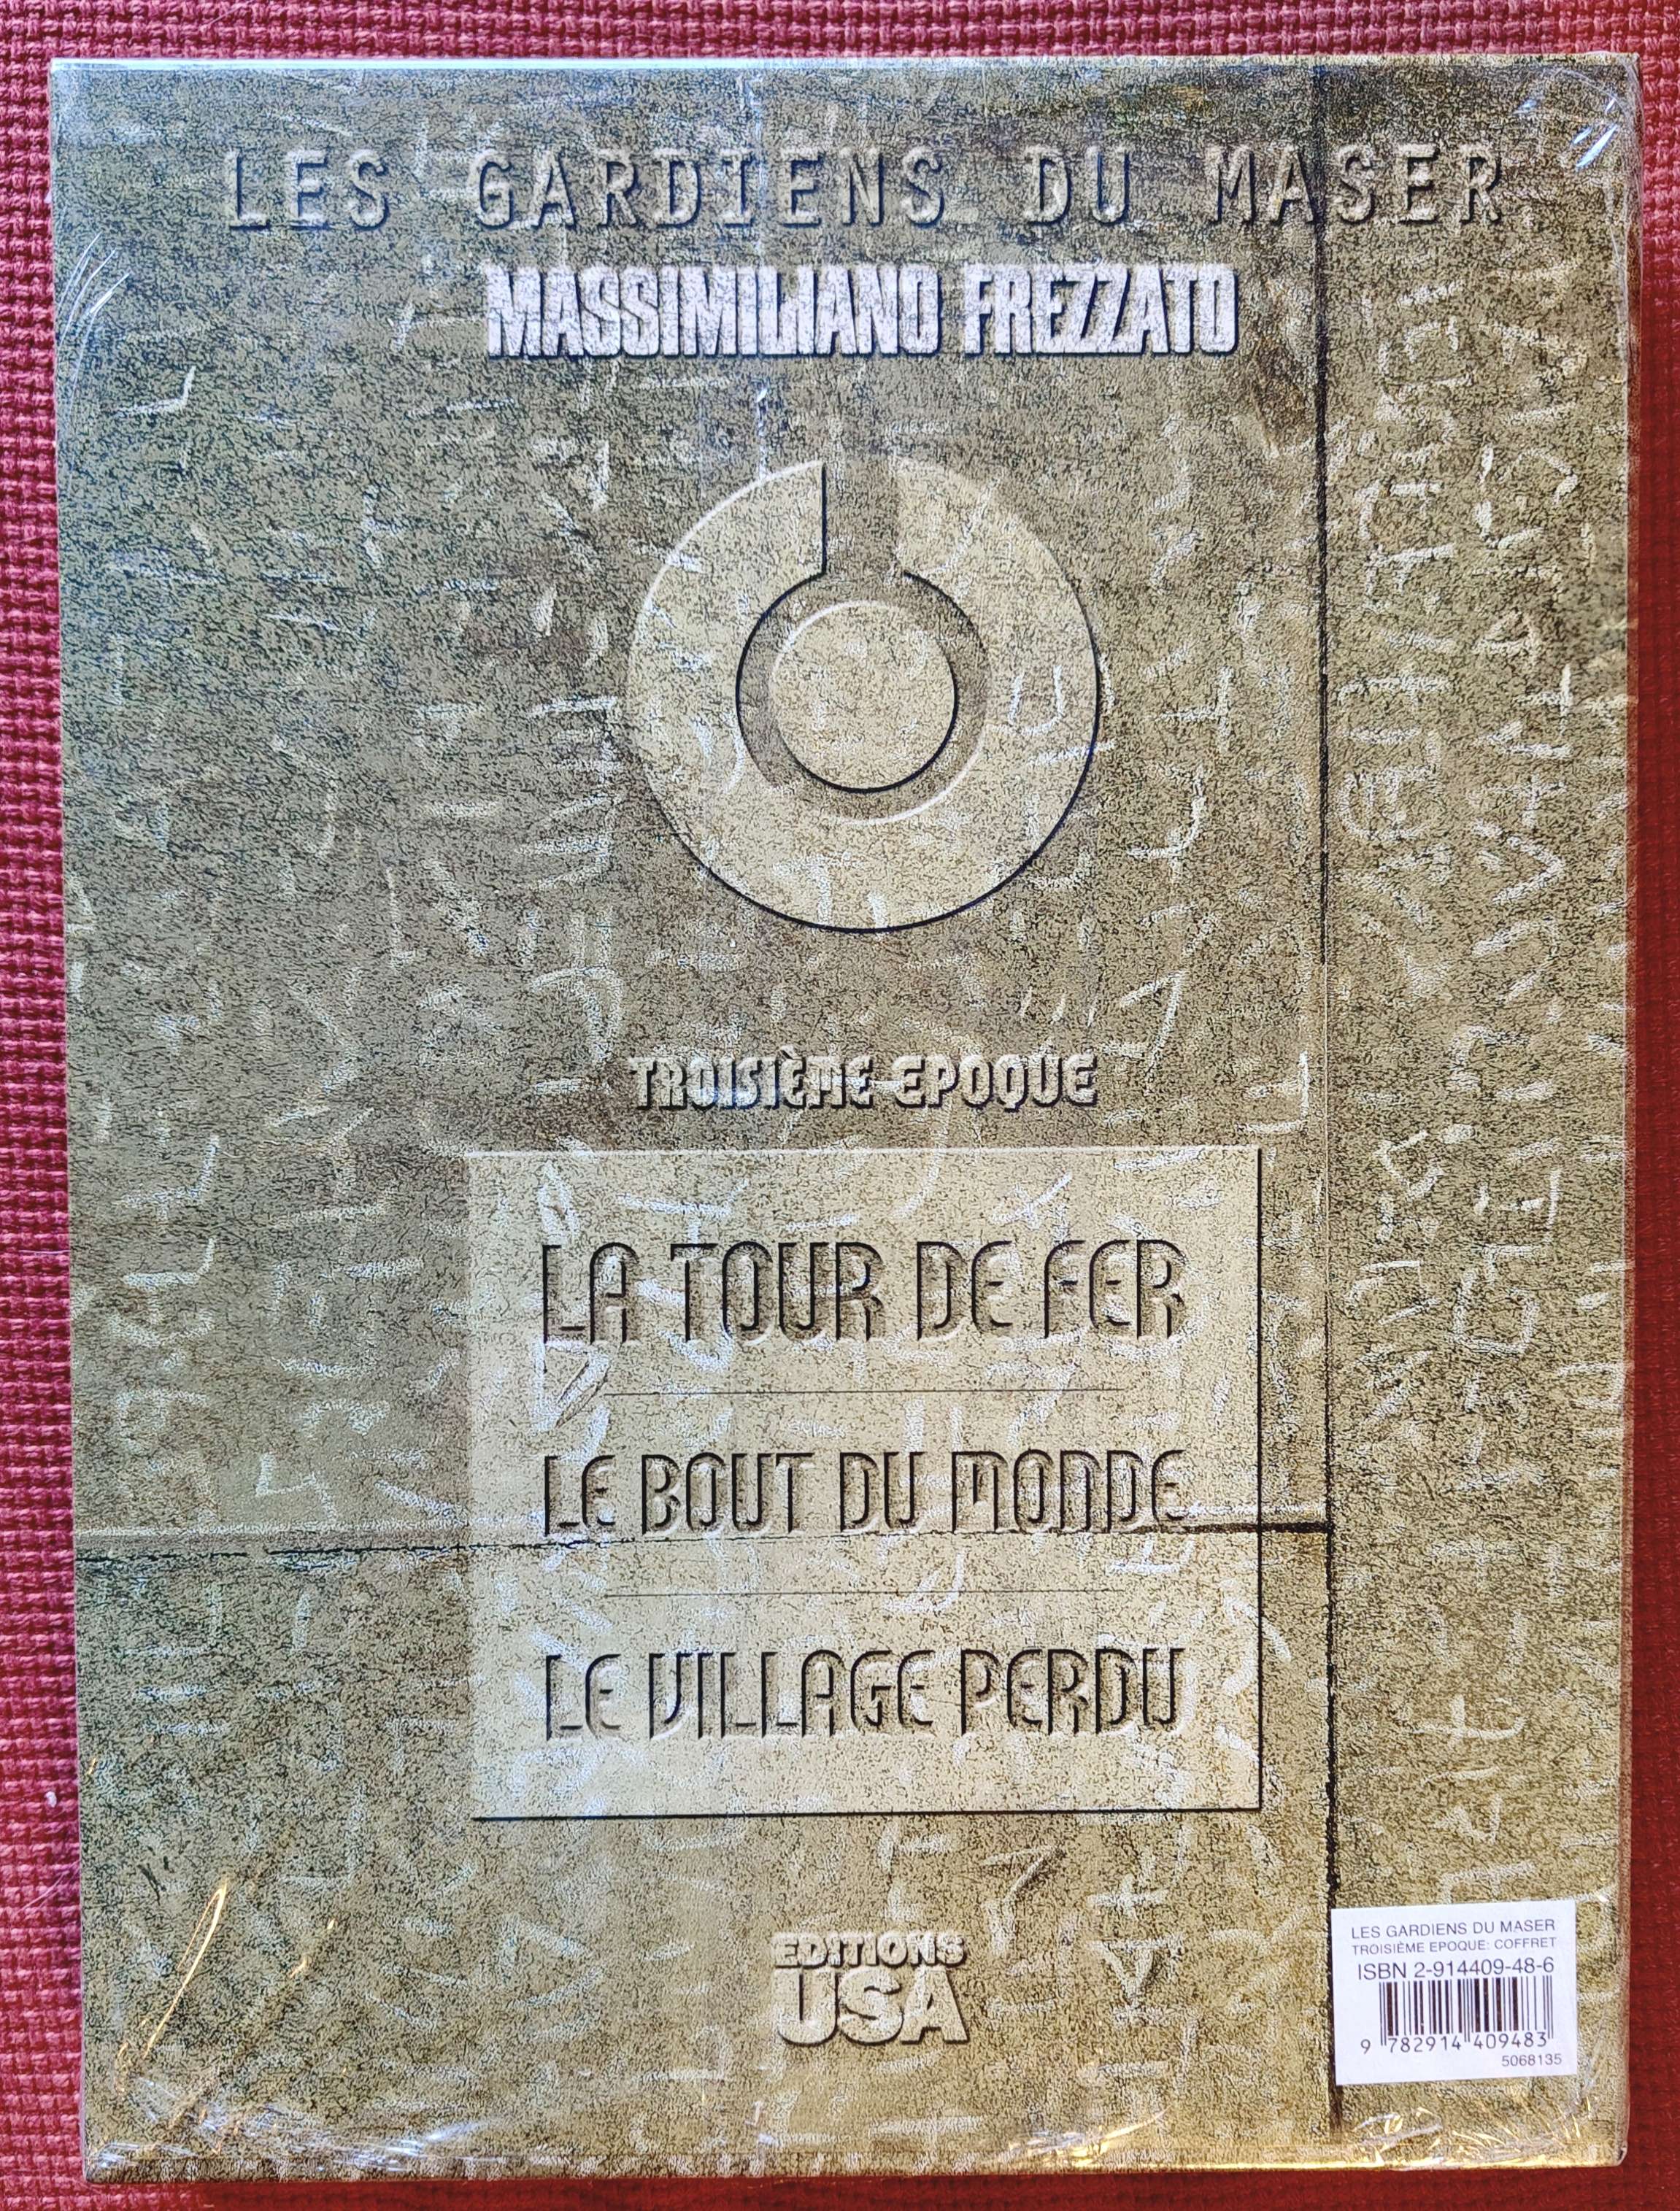 LES GARDIENS DU MASER
MASSIMILIANO FREZZATO
TROISIÈME EPOQUE
LA TOUR DE FER
LE BOUT DU MONDE
LE VILLAGE PERDU
EDITIONS
USA
LES GARDIENS DU MASER
TROISIÈME EPOQUE: COFFRET
ISBN 2-914409-48-6
9 782914 409483
5068135